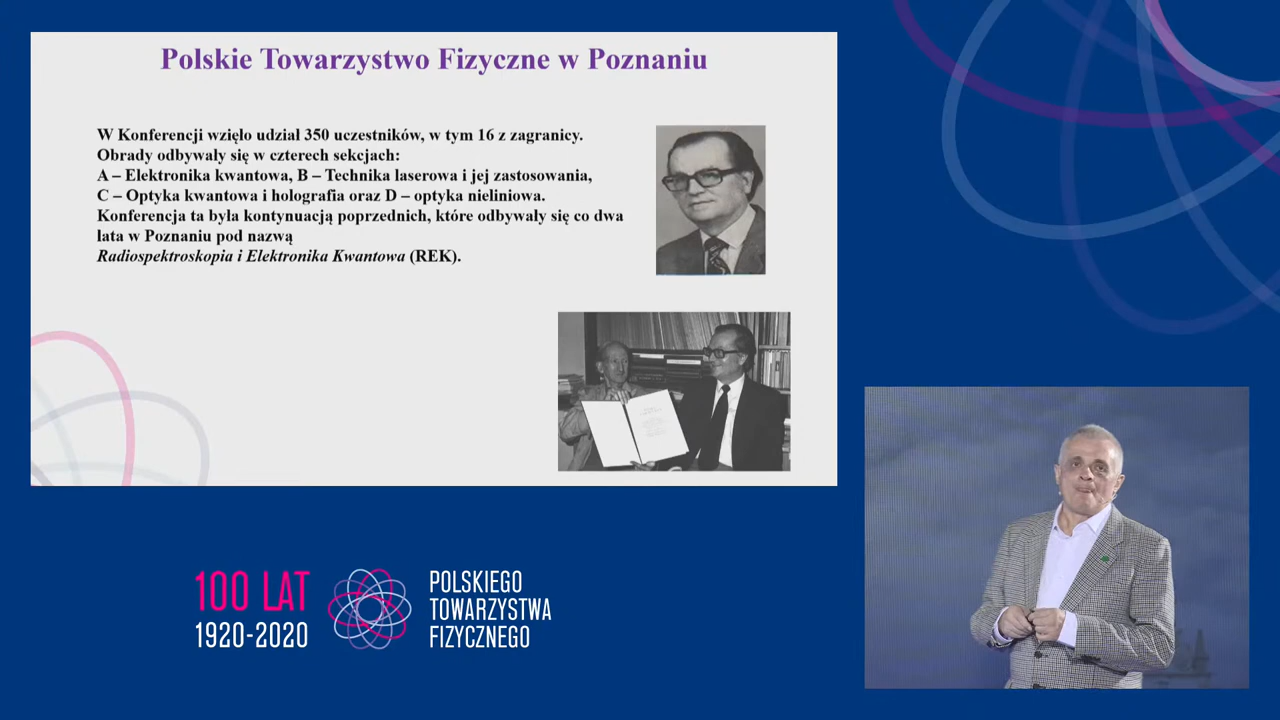 Polskie Towarzystwo Fizyczne w Poznaniu
W Konferencji wzięło udział 350 uczestników, w tym 16 z zagranicy.
Obrady odbywały się w czterech sekcjach:
A – Elektronika kwantowa, B – Technika laserowa i jej zastosowania,
C – Optyka kwantowa i holografia oraz D – optyka nieliniowa.
Konferencja ta była kontynuacją poprzednich, które odbywały się co dwa
lata w Poznaniu pod nazwą
Radiospektroskopia i Elektronika Kwantowa (REK).
100 LAT
1920-2020
POLSKIEGO
TOWARZYSTWA
FIZYCZNEGO